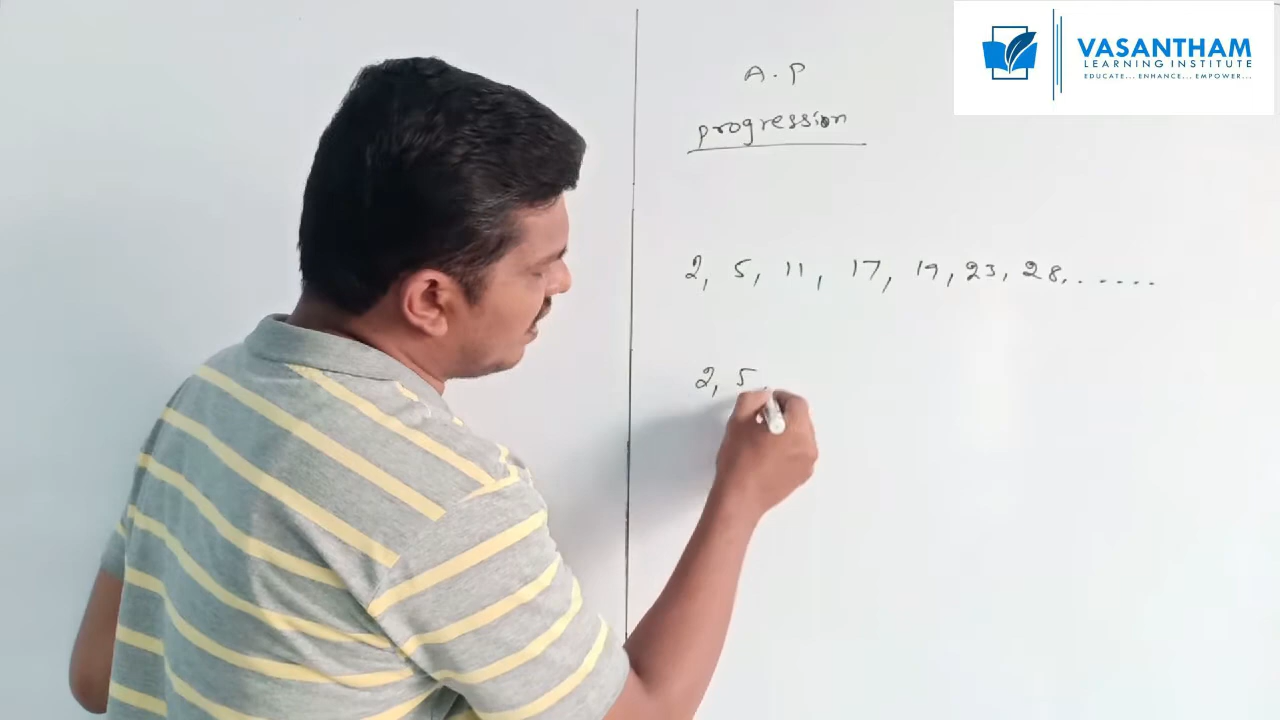 VASANTHAM
LEARNING INSTITUTE
EDUCATE... ENHANCE... EMPOWER...
A.P
progression
2, 5, 11, 17, 19, 23, 28, ......
2, 5,